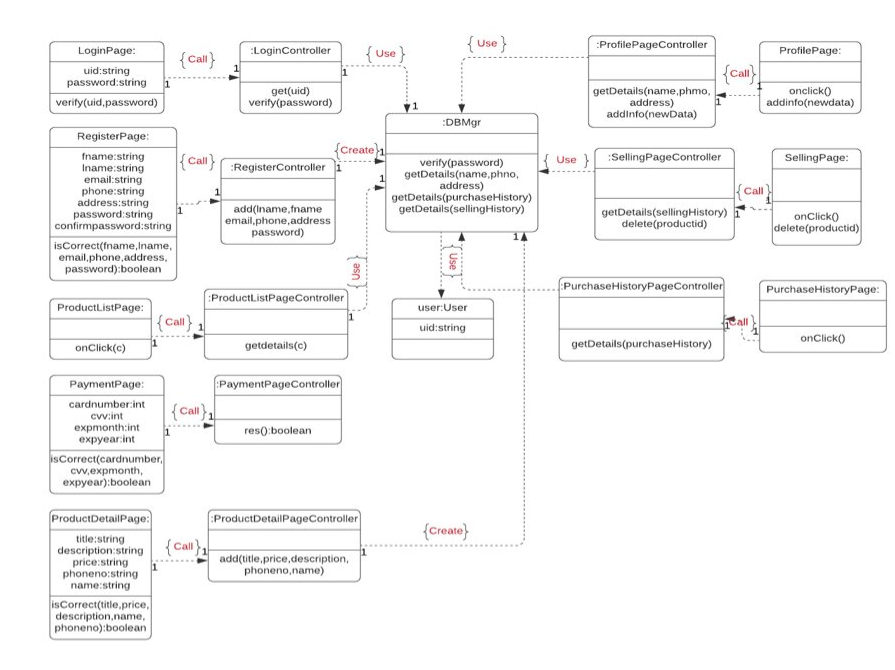 LoginPage:
uid:string
password:string
verify(uid,password)
{Call}
1
1
:LoginController
get(uid)
verify(password)
{Use}
1
1
{Use}
:ProfilePageController
getDetails(name,phmo,
address)
addInfo(newData)
{Call}
1
1
ProfilePage:
onclick()
addinfo(newdata)
RegisterPage:
fname:string
lname:string
email:string
phone:string
address:string
password:string
confirmpassword:string
isCorrect(fname,lname,
email,phone,address,
password):boolean
{Call}
1
1
:RegisterController
add(lname,fname
email,phone,address
password)
{Create}
1
1
1
:DBMgr
verify(password)
getDetails(name,phno,
address)
getDetails(purchaseHistory)
getDetails(sellingHistory)
1
{Use}
:SellingPageController
getDetails(sellingHistory)
delete(productid)
{Call}
1
1
SellingPage:
onClick()
delete(productid)
ProductListPage:
onClick(c)
{Call}
1
1
:ProductListPageController
getdetails(c)
1
{Use}
{Use}
user:User
uid:string
:PurchaseHistoryPageController
getDetails(purchaseHistory)
{Call}
1
1
PurchaseHistoryPage:
onClick()
PaymentPage:
cardnumber:int
cvv:int
expmonth:int
expyear:int
isCorrect(cardnumber,
cvv,expmonth,
expyear):boolean
{Call}
1
1
:PaymentPageController
res():boolean
ProductDetailPage:
title:string
description:string
price:string
phoneno:string
name:string
isCorrect(title,price,
description,name,
phoneno):boolean
{Call}
1
1
:ProductDetailPageController
add(title,price,description,
phoneno,name)
1
{Create}